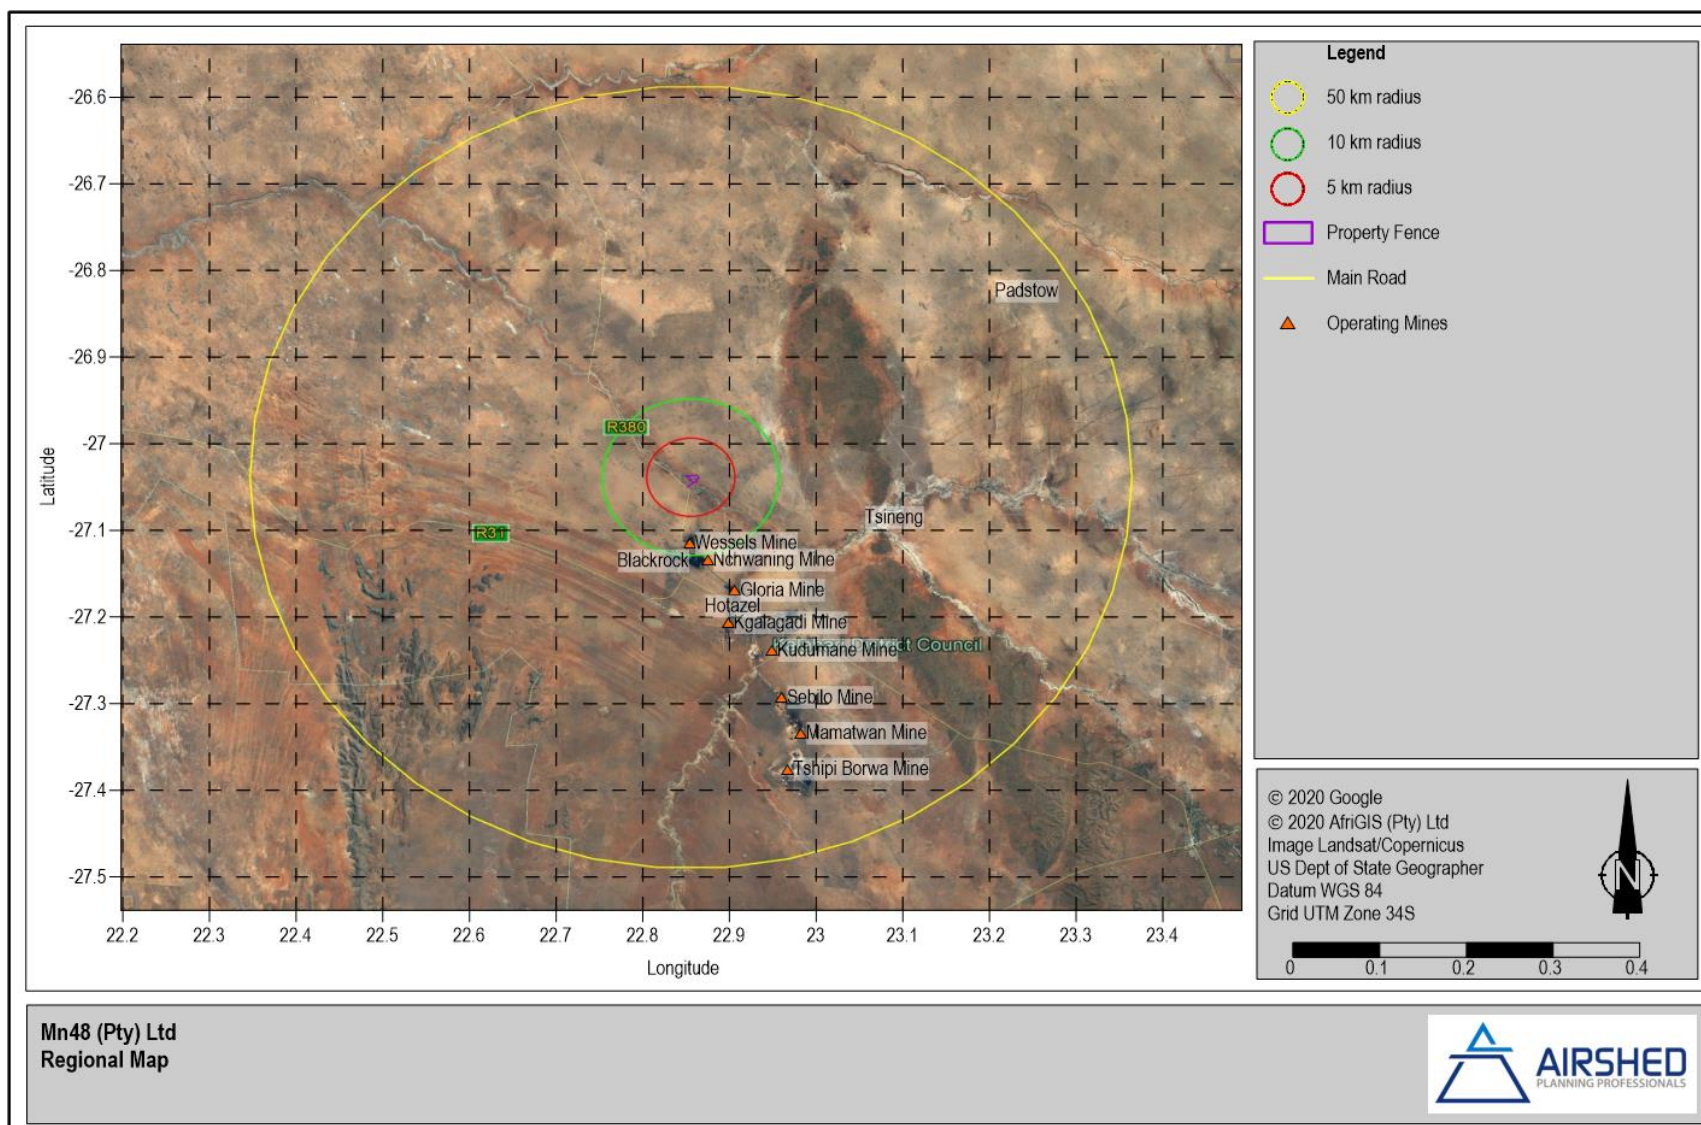 Legend
50 km radius
10 km radius
5 km radius
Property Fence
Main Road
Operating Mines
-26.6
-26.7
-26.8
-26.9
-27
-27.1
-27.2
-27.3
-27.4
-27.5
Latitude
Padstow
R380
R31
Tsineng
Wessels Mine
Blackrock
Nchwaning Mine
Gloria Mine
Hotazel
Kgalagadi Mine
District Council
Kudumane Mine
Sebilo Mine
Mamatwan Mine
Tshipi Borwa Mine
22.2 22.3 22.4 22.5 22.6 22.7 22.8 22.9 23 23.1 23.2 23.3 23.4
Longitude
© 2020 Google
© 2020 AfriGIS (Pty) Ltd
Image Landsat/Copernicus
US Dept of State Geographer
Datum WGS 84
Grid UTM Zone 34S
N
0 0.1 0.2 0.3 0.4
Mn48 (Pty) Ltd
Regional Map
AIRSHED
PLANNING PROFESSIONALS